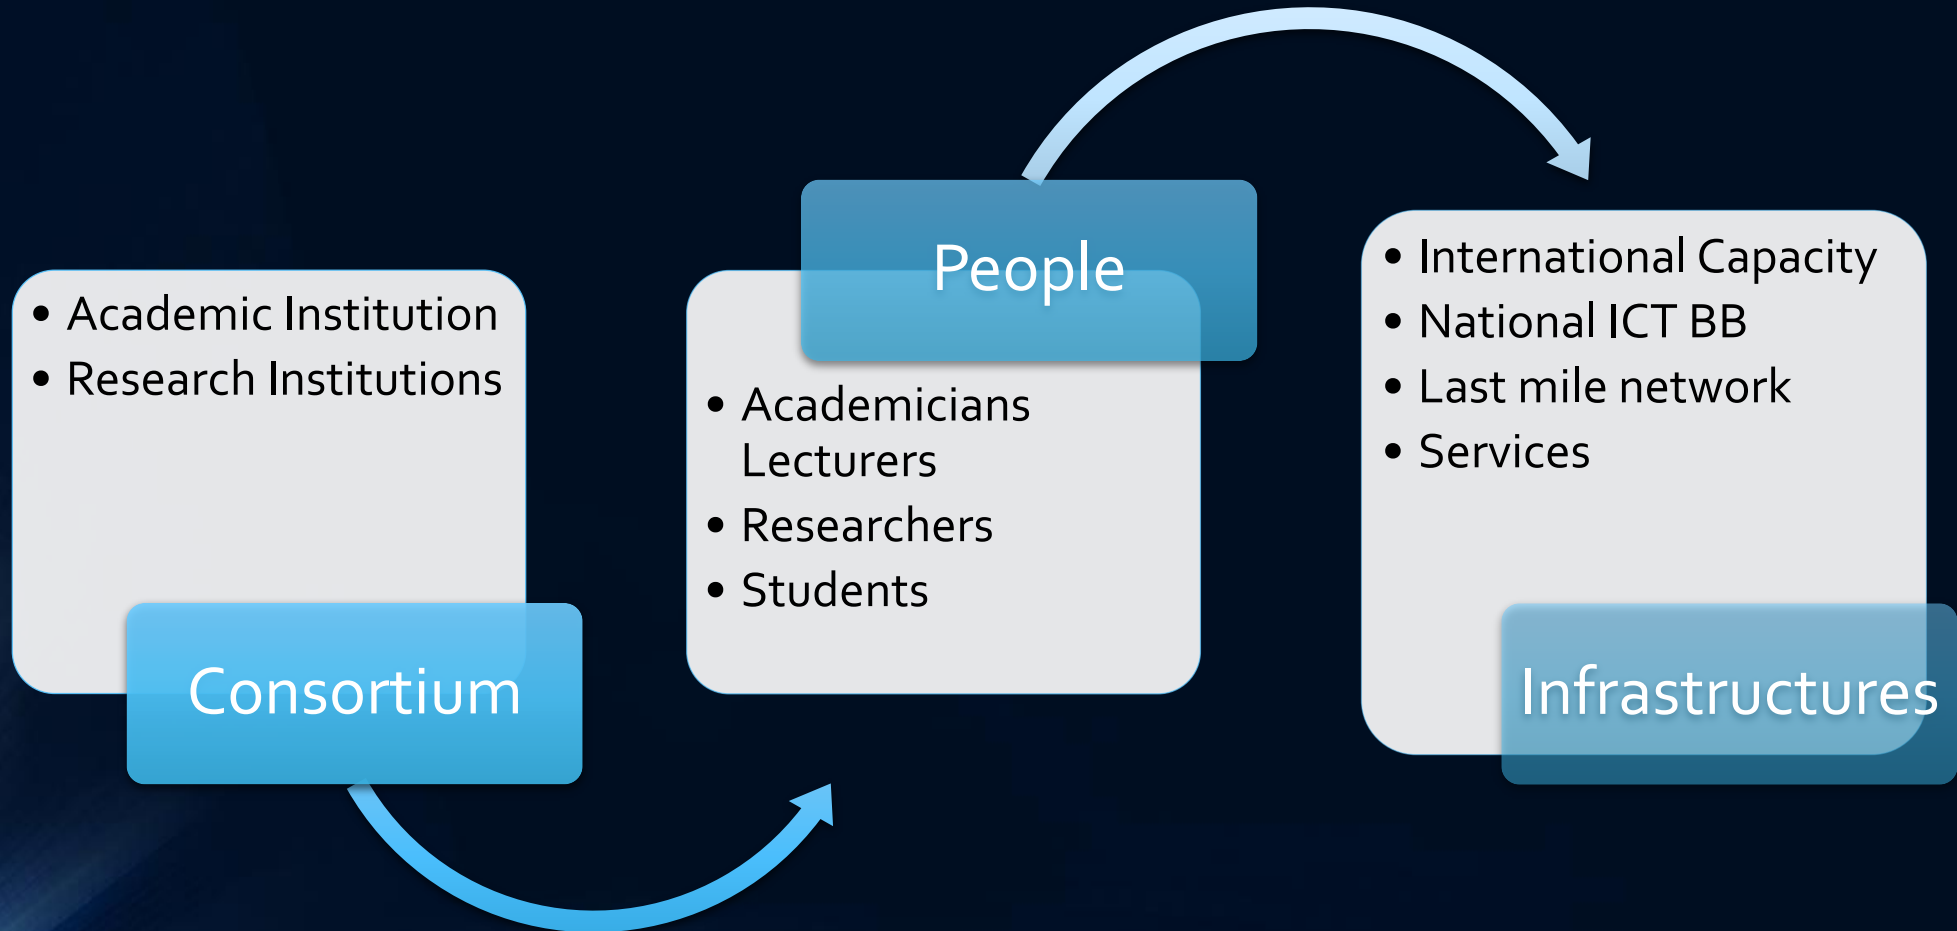 • Academic Institution
• Research Institutions
Consortium
People
• Academicians
Lecturers
• Researchers
• Students
• International Capacity
• National ICT BB
• Last mile network
• Services
Infrastructures